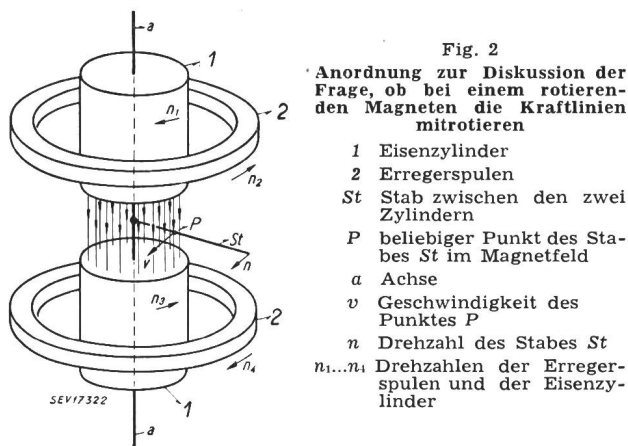 a
1
n₁
2
n₂
P
St
v
n
n₃
2
n₄
SEV17322
1
a
Fig. 2
Anordnung zur Diskussion der
Frage, ob bei einem rotieren-
den Magneten die Kraftlinien
mitrotieren
1 Eisenzylinder
2 Erregerspulen
St Stab zwischen den zwei
Zylindern
P beliebiger Punkt des Sta-
bes St im Magnetfeld
a Achse
v Geschwindigkeit des
Punktes P
n Drehzahl des Stabes St
n₁...n₄ Drehzahlen der Erreger-
spulen und der Eisenzy-
linder